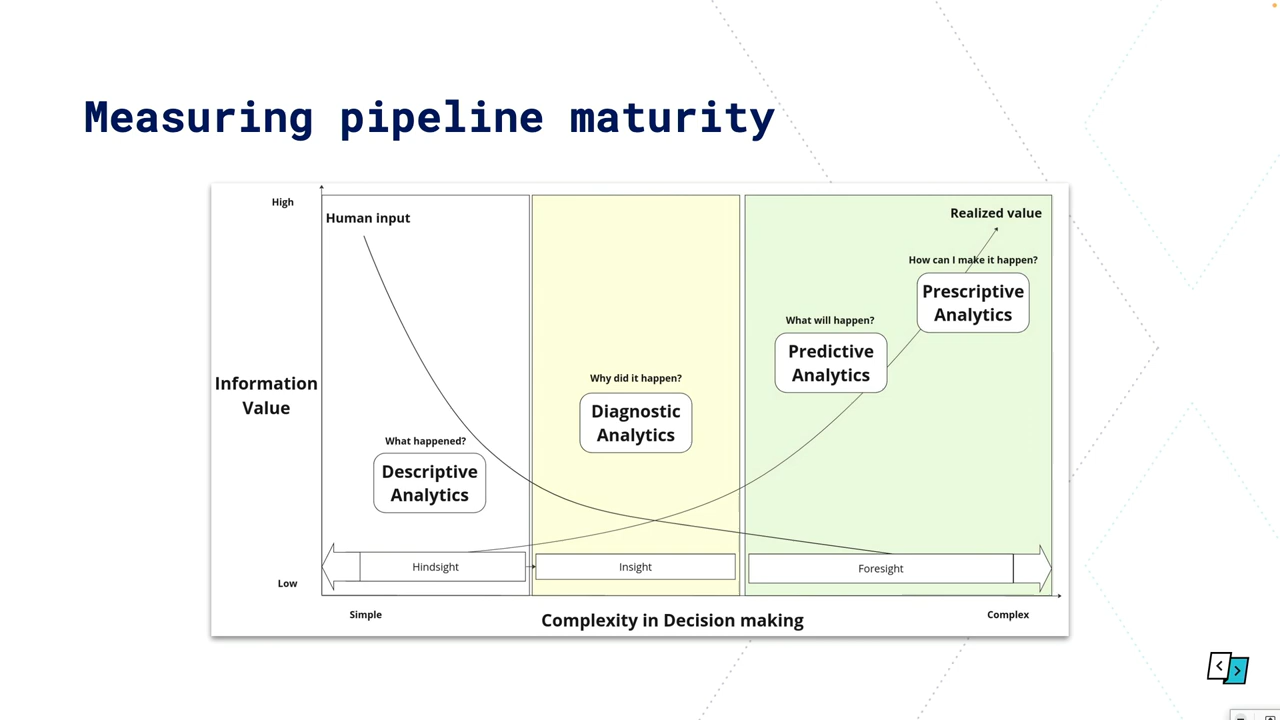 Measuring pipeline maturity
High
Human input
Realized value
How can I make it happen?
Prescriptive
Analytics
What will happen?
Predictive
Analytics
Why did it happen?
Diagnostic
Analytics
Information
Value
What happened?
Descriptive
Analytics
Hindsight
Insight
Foresight
Low
Simple
Complexity in Decision making
Complex